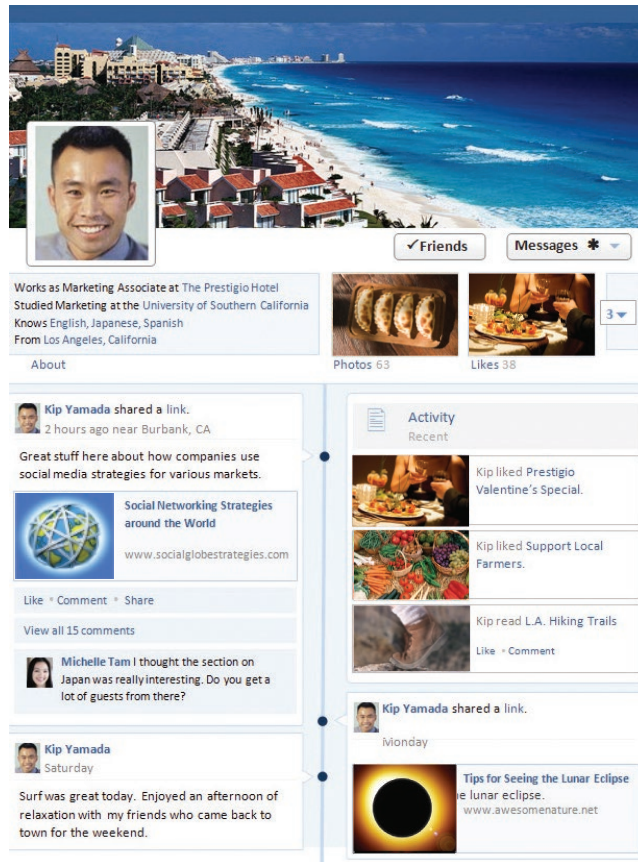 ✓Friends
Messages ✱
Works as Marketing Associate at The Prestigio Hotel
Studied Marketing at the University of Southern California
Knows English, Japanese, Spanish
From Los Angeles, California
About
Photos 63
Likes 38
3
Kip Yamada shared a link.
2 hours ago near Burbank, CA
Great stuff here about how companies use
social media strategies for various markets.
Social Networking Strategies
around the World
www.socialglobestrategies.com
Like • Comment • Share
View all 15 comments
Michelle Tam I thought the section on
Japan was really interesting. Do you get a
lot of guests from there?
Kip Yamada
Saturday
Surf was great today. Enjoyed an afternoon of
relaxation with my friends who came back to
town for the weekend.
Activity
Recent
Kip liked Prestigio
Valentine's Special.
Kip liked Support Local
Farmers.
Kip read L.A. Hiking Trails
Like • Comment
Kip Yamada shared a link.
Monday
Tips for Seeing the Lunar Eclipse
lunar eclipse.
www.awesomenature.net